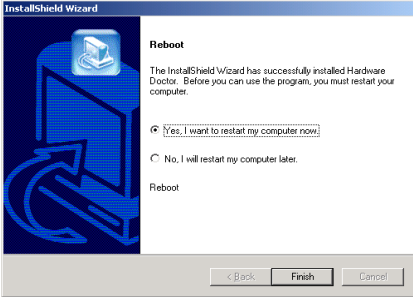 InstallShield Wizard
Reboot
The InstallShield Wizard has successfully installed Hardware
Doctor. Before you can use the program, you must restart your
computer.
Yes, I want to restart my computer now.
No, I will restart my computer later.
Reboot
< Back
Finish
Cancel